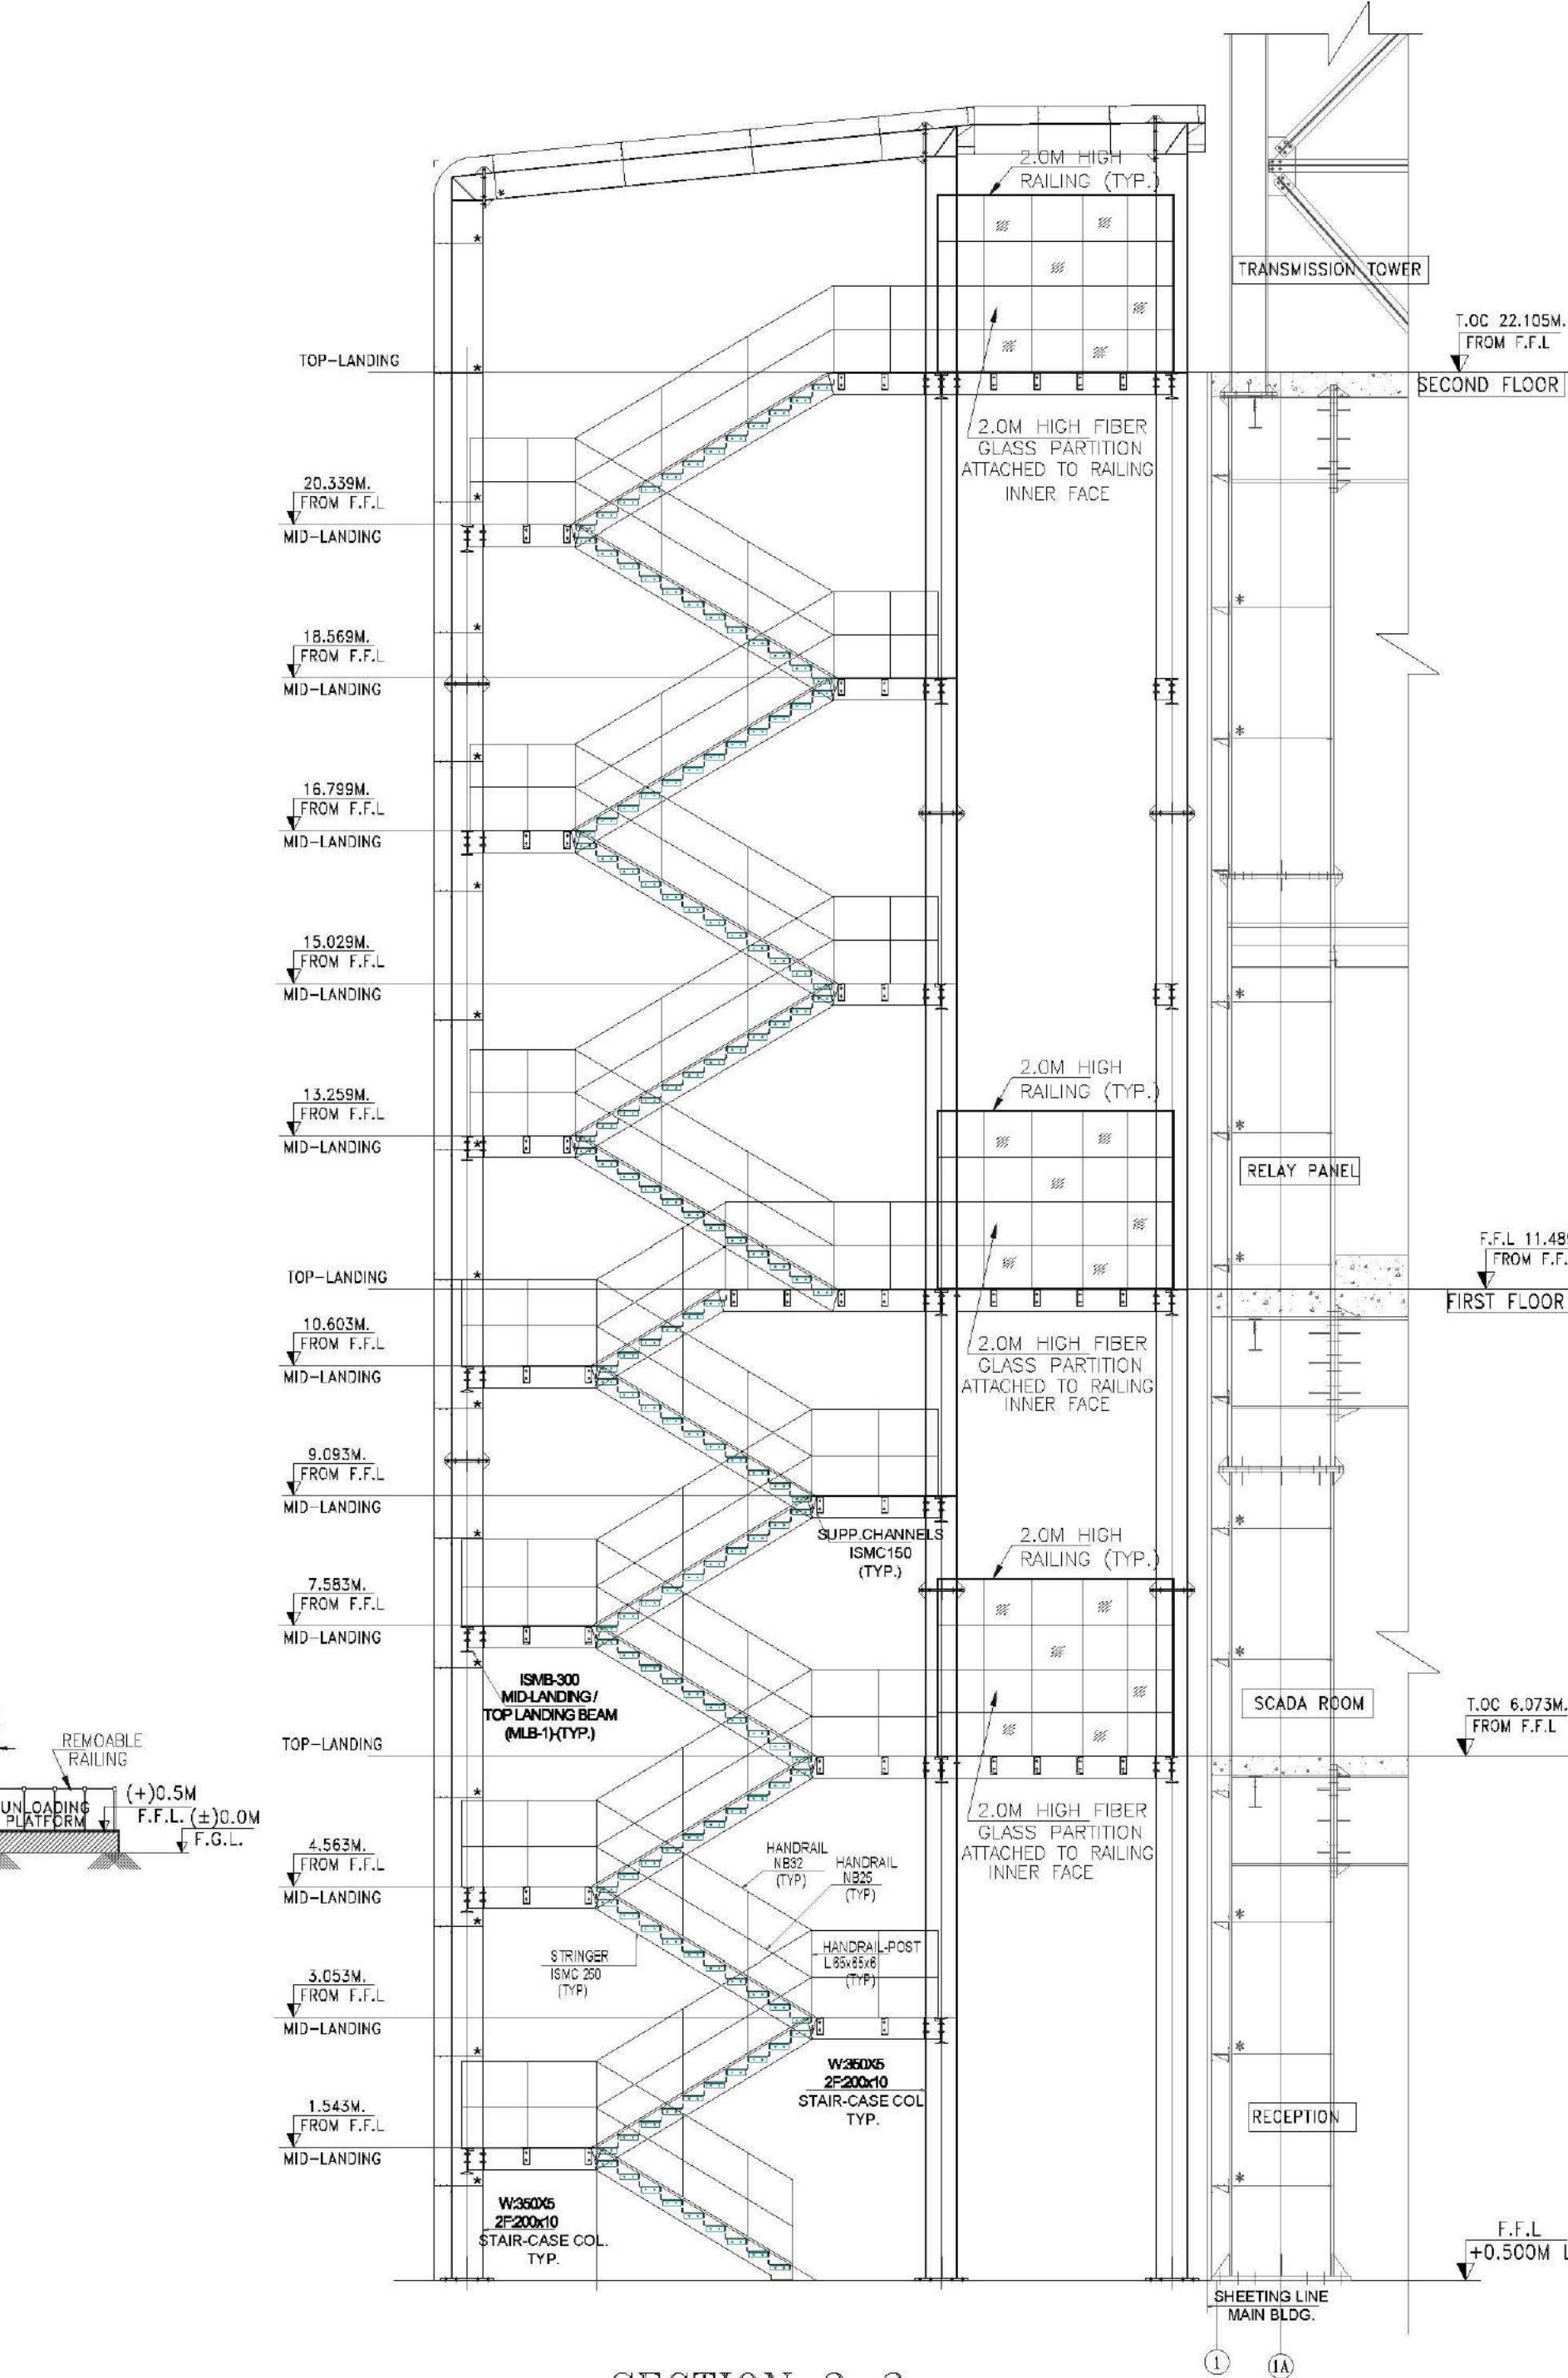 2.0M HIGH
RAILING (TYP.)
TRANSMISSION TOWER
T.OC 22.105M.
FROM F.F.L
SECOND FLOOR
TOP-LANDING
2.0M HIGH FIBER
GLASS PARTITION
ATTACHED TO RAILING
INNER FACE
20.339M.
FROM F.F.L
MID-LANDING
18.569M.
FROM F.F.L
MID-LANDING
16.799M.
FROM F.F.L
MID-LANDING
15.029M.
FROM F.F.L
MID-LANDING
2.0M HIGH
RAILING (TYP.)
13.259M.
FROM F.F.L
MID-LANDING
RELAY PANEL
F.F.L 11.48
FROM F.F.
FIRST FLOOR
TOP-LANDING
10.603M.
FROM F.F.L
MID-LANDING
2.0M HIGH FIBER
GLASS PARTITION
ATTACHED TO RAILING
INNER FACE
9.093M.
FROM F.F.L
MID-LANDING
SUPP.CHANNELS
ISMC150
(TYP.)
2.0M HIGH
RAILING (TYP.)
7.583M.
FROM F.F.L
MID-LANDING
ISMB-300
MID-LANDING/
TOP LANDING BEAM
(MLB-1)-(TYP.)
SCADA ROOM
T.OC 6.073M.
FROM F.F.L
TOP-LANDING
REMOABLE
RAILING
UNLOADING
PLATFORM
(+)0.5M
F.F.L. (±)0.0M
F.G.L.
2.0M HIGH FIBER
GLASS PARTITION
ATTACHED TO RAILING
INNER FACE
4.563M.
FROM F.F.L
MID-LANDING
HANDRAIL
NB32
(TYP)
HANDRAIL
NB25
(TYP)
STRINGER
ISMC 250
(TYP)
HANDRAIL-POST
L65x65x6
(TYP)
3.053M.
FROM F.F.L
MID-LANDING
W:350X5
2F:200x10
STAIR-CASE COL
TYP.
1.543M.
FROM F.F.L
MID-LANDING
RECEPTION
W:350X5
2F:200x10
STAIR-CASE COL.
TYP.
F.F.L
+0.500M L
SHEETING LINE
MAIN BLDG.
1
1A